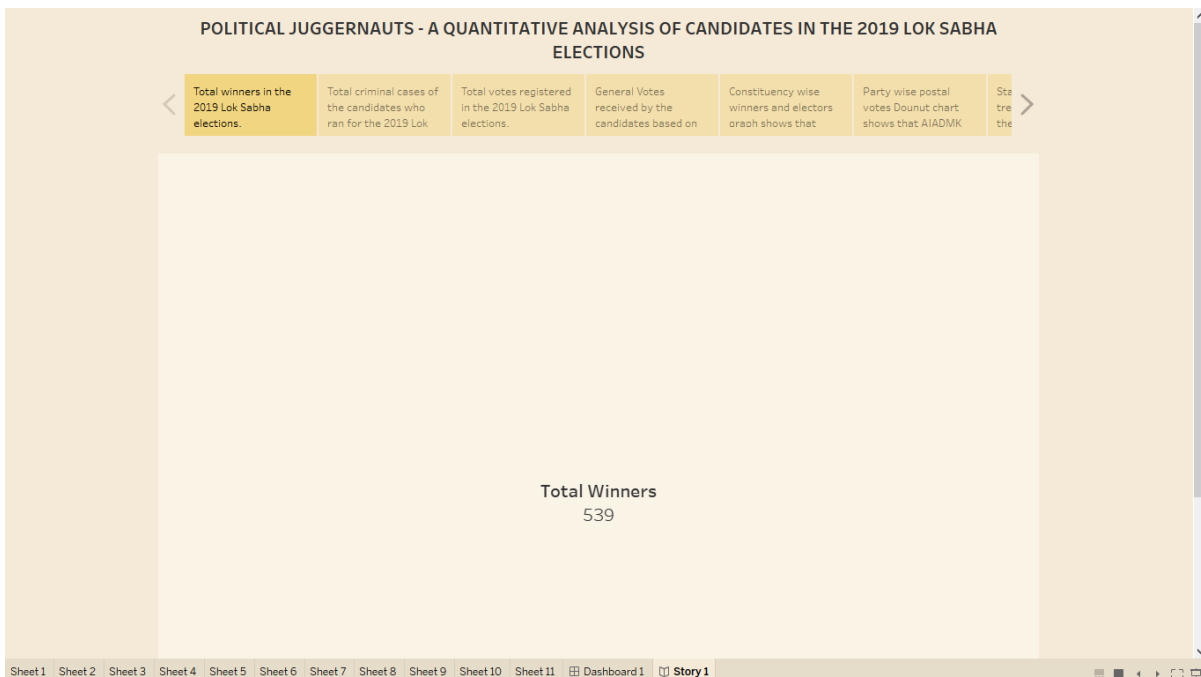 POLITICAL JUGGERNAUTS - A QUANTITATIVE ANALYSIS OF CANDIDATES IN THE 2019 LOK SABHA
ELECTIONS
Total winners in the
2019 Lok Sabha
elections.
Total criminal cases of
the candidates who
ran for the 2019 Lok
Total votes registered
in the 2019 Lok Sabha
elections.
General Votes
received by the
candidates based on
Constituency wise
winners and electors
graph shows that
Party wise postal
votes Dounut chart
shows that AIADMK
Sta
tre
the
Total Winners
539
Sheet 1 Sheet 2 Sheet 3 Sheet 4 Sheet 5 Sheet 6 Sheet 7 Sheet 8 Sheet 9 Sheet 10 Sheet 11 Dashboard 1 Story 1